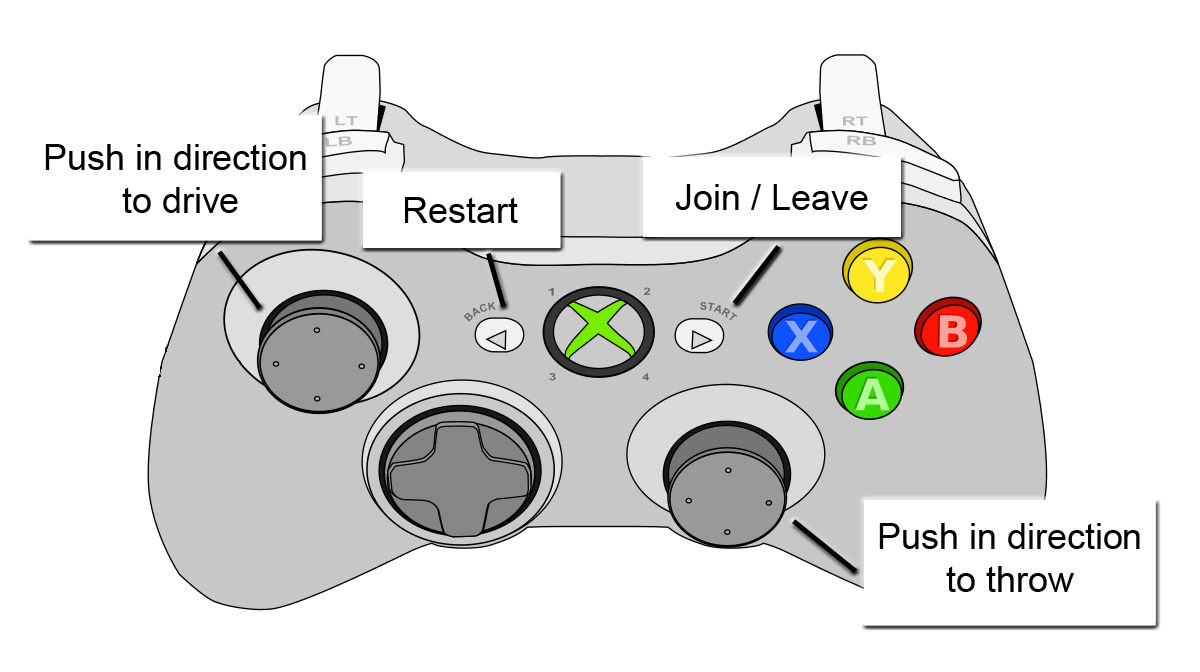 LT
RT
LB
RB
Push in direction
to drive
Restart
Join / Leave
BACK
1
2
START
3
4
Y
X
B
A
Push in direction
to throw